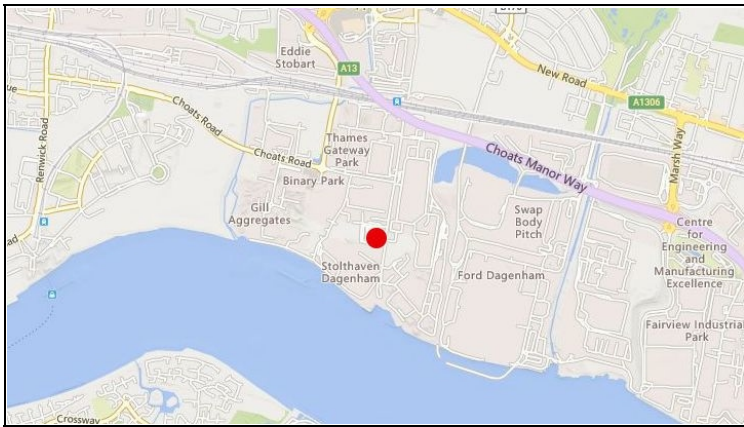 Eddie
Stobart
A13
New Road
A1306
Choats Road
Renwick Road
Thames
Gateway
Park
Choats Road
Choats Manor Way
Marsh Way
Binary Park
Gill
Aggregates
Swap
Body
Pitch
Centre
for
Engineering
and
Manufacturing
Excellence
Stolthaven
Dagenham
Ford Dagenham
Fairview Industrial
Park
Crossway